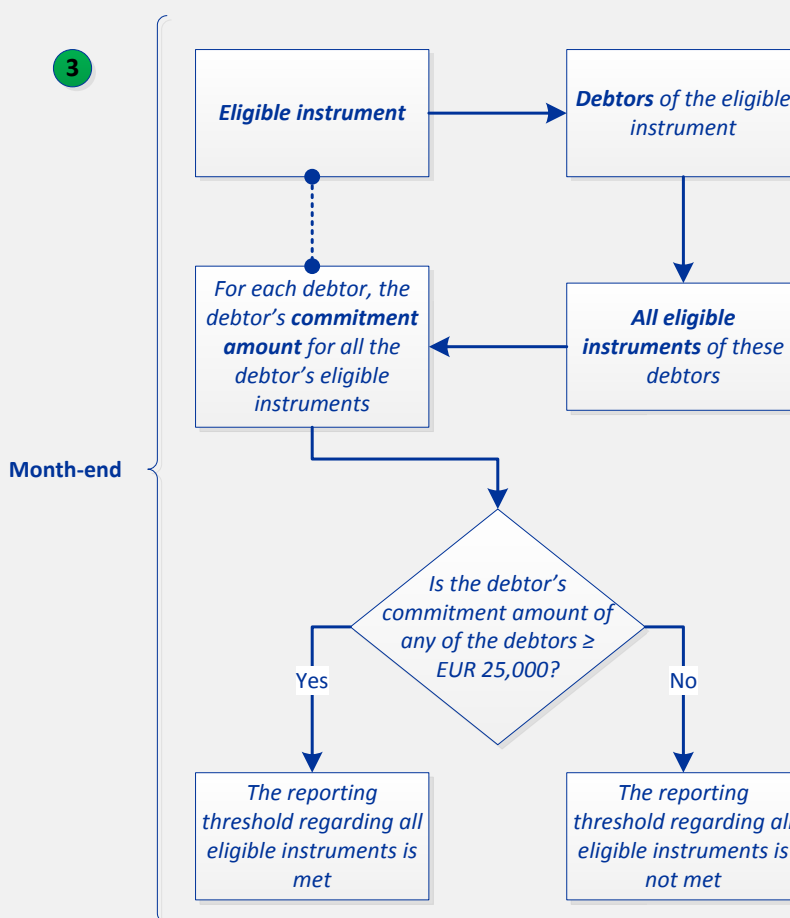 3
Eligible instrument
Debtors of the eligible
instrument
For each debtor, the
debtor's commitment
amount for all the
debtor's eligible
instruments
All eligible
instruments of these
debtors
Month-end
Is the debtor's
commitment amount of
any of the debtors ≥
EUR 25,000?
Yes
No
The reporting
threshold regarding all
eligible instruments is
met
The reporting
threshold regarding all
eligible instruments is
not met